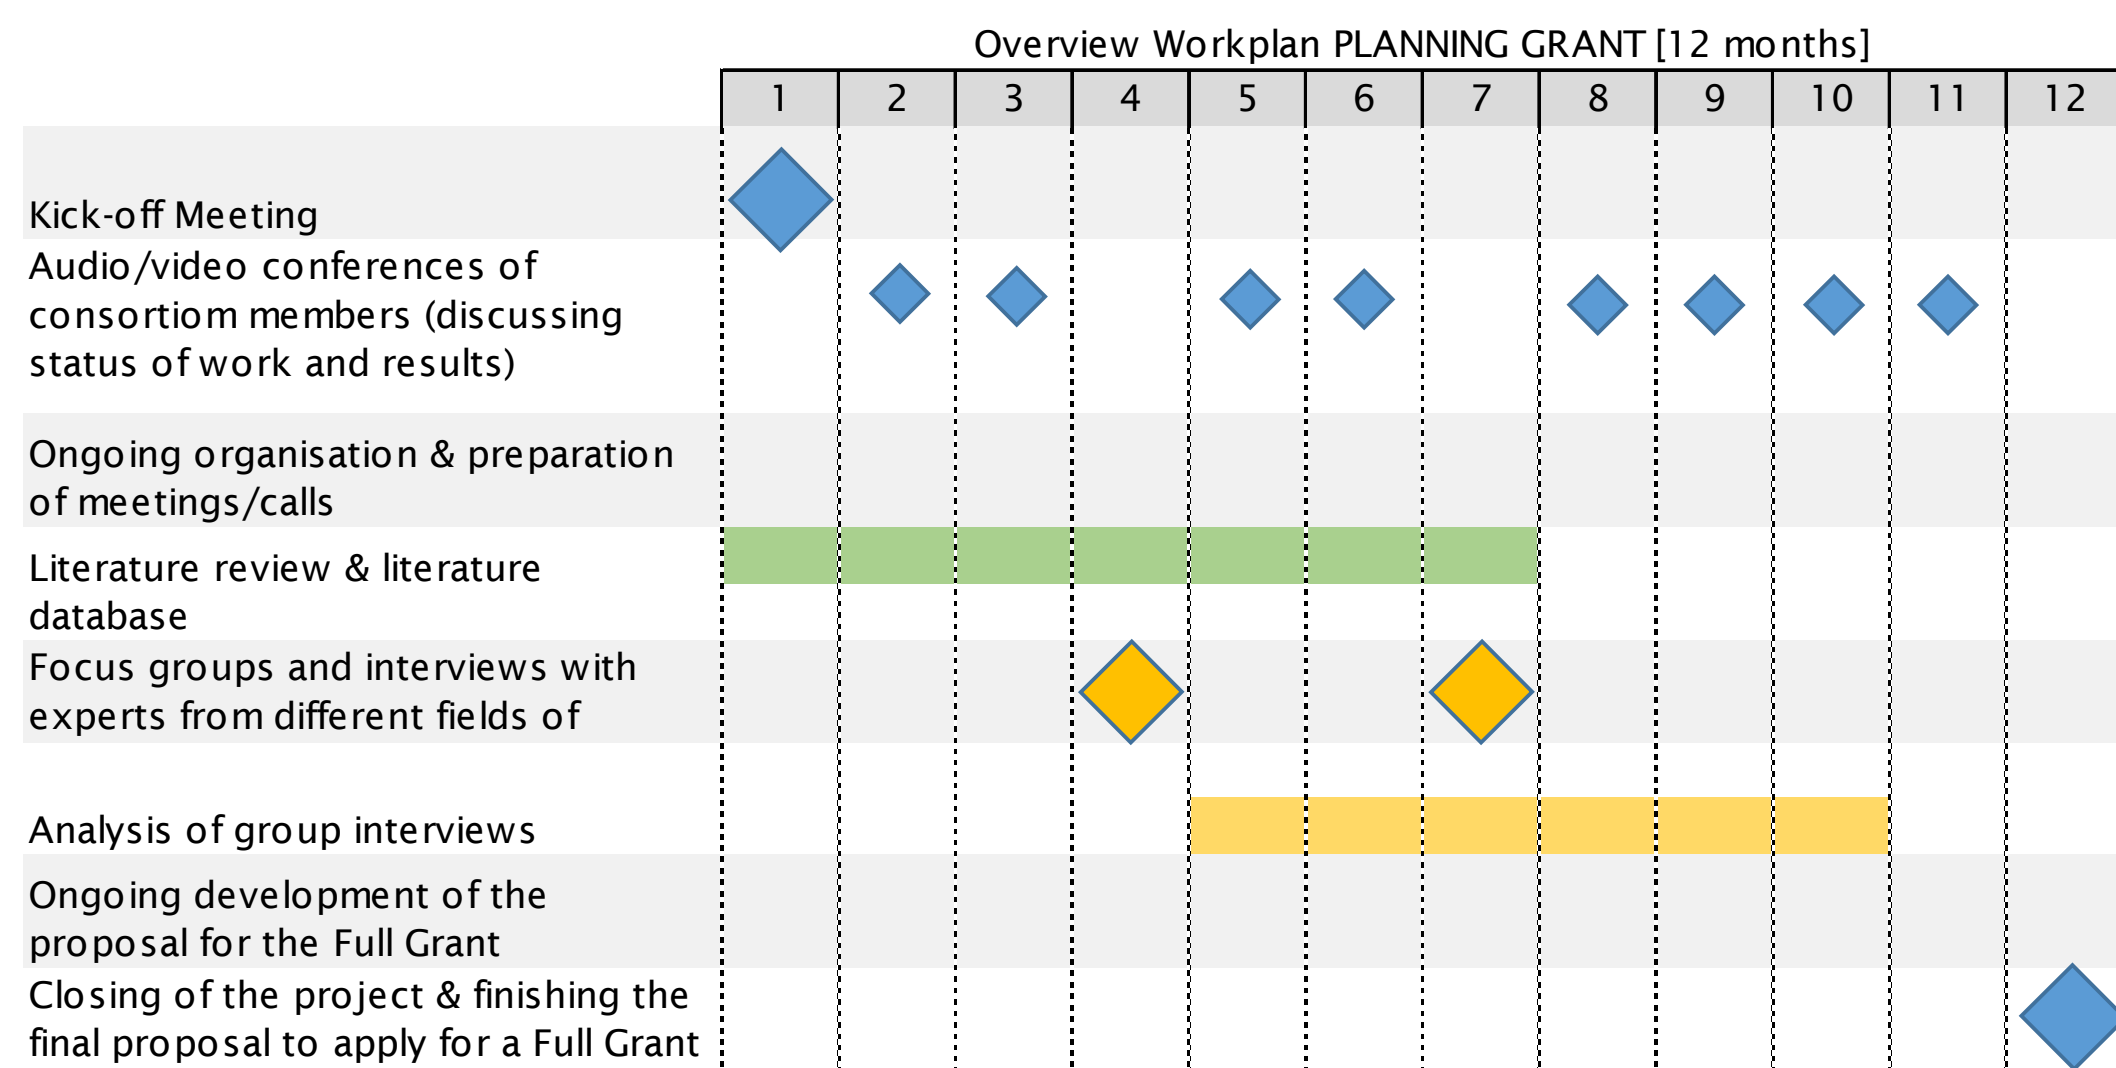 Overview Workplan PLANNING GRANT [12 months]
1 2 3 4 5 6 7 8 9 10 11 12
Kick-off Meeting
Audio/video conferences of
consortiom members (discussing
status of work and results)
Ongoing organisation & preparation
of meetings/calls
Literature review & literature
database
Focus groups and interviews with
experts from different fields of
Analysis of group interviews
Ongoing development of the
proposal for the Full Grant
Closing of the project & finishing the
final proposal to apply for a Full Grant